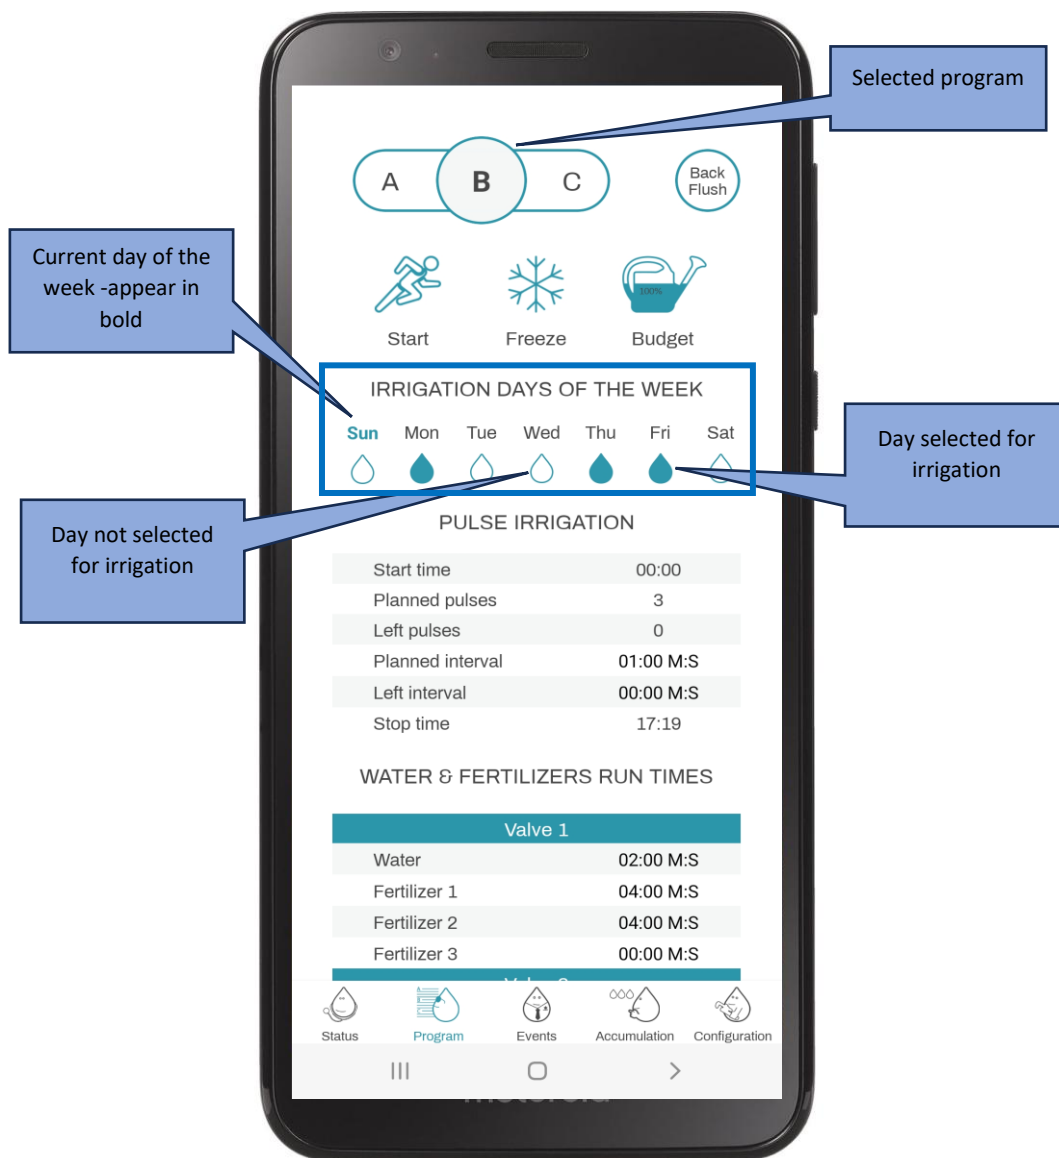 Selected program
A
B
C
Back
Flush
Current day of the
week -appear in
bold
100%
Start
Freeze
Budget
IRRIGATION DAYS OF THE WEEK
Sun Mon Tue Wed Thu Fri Sat
Day selected for
irrigation
Day not selected
for irrigation
PULSE IRRIGATION
Start time 00:00
Planned pulses 3
Left pulses 0
Planned interval 01:00 M:S
Left interval 00:00 M:S
Stop time 17:19
WATER & FERTILIZERS RUN TIMES
Valve 1
Water 02:00 M:S
Fertilizer 1 04:00 M:S
Fertilizer 2 04:00 M:S
Fertilizer 3 00:00 M:S
Status Program Events Accumulation Configuration